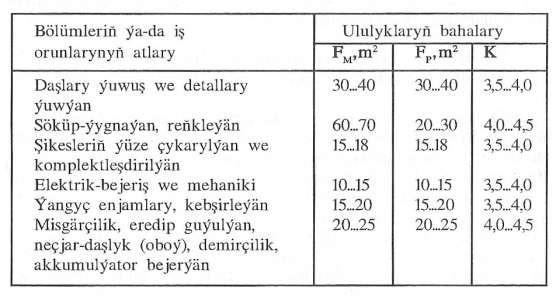 Bölümleriň ýa-da iş Ululyklaryň bahalary
orunlarynyň atlary F_M,m² F_P,m² K
Daşlary ýuwuş we detallary 30...40 30...40 3,5...4,0
ýuwýan
Söküp-ýygnaýan, reňkleýän 60...70 20...30 4,0...4,5
Şikesleriň ýüze çykarylýan we 15...18 15..18 3,5...4,0
komplektleşdirilýän
Elektrik-bejeriş we mehaniki 10...15 10...15 3,5...4,0
Ýangyç enjamlary, kebşirleýän 15...20 15...20 3,5...4,0
Misgärçilik, eredip guýulýan, 20...25 20...25 4,0...4,5
neçjar-daşlyk (oboý), demirçilik,
akkumulýator bejerýän